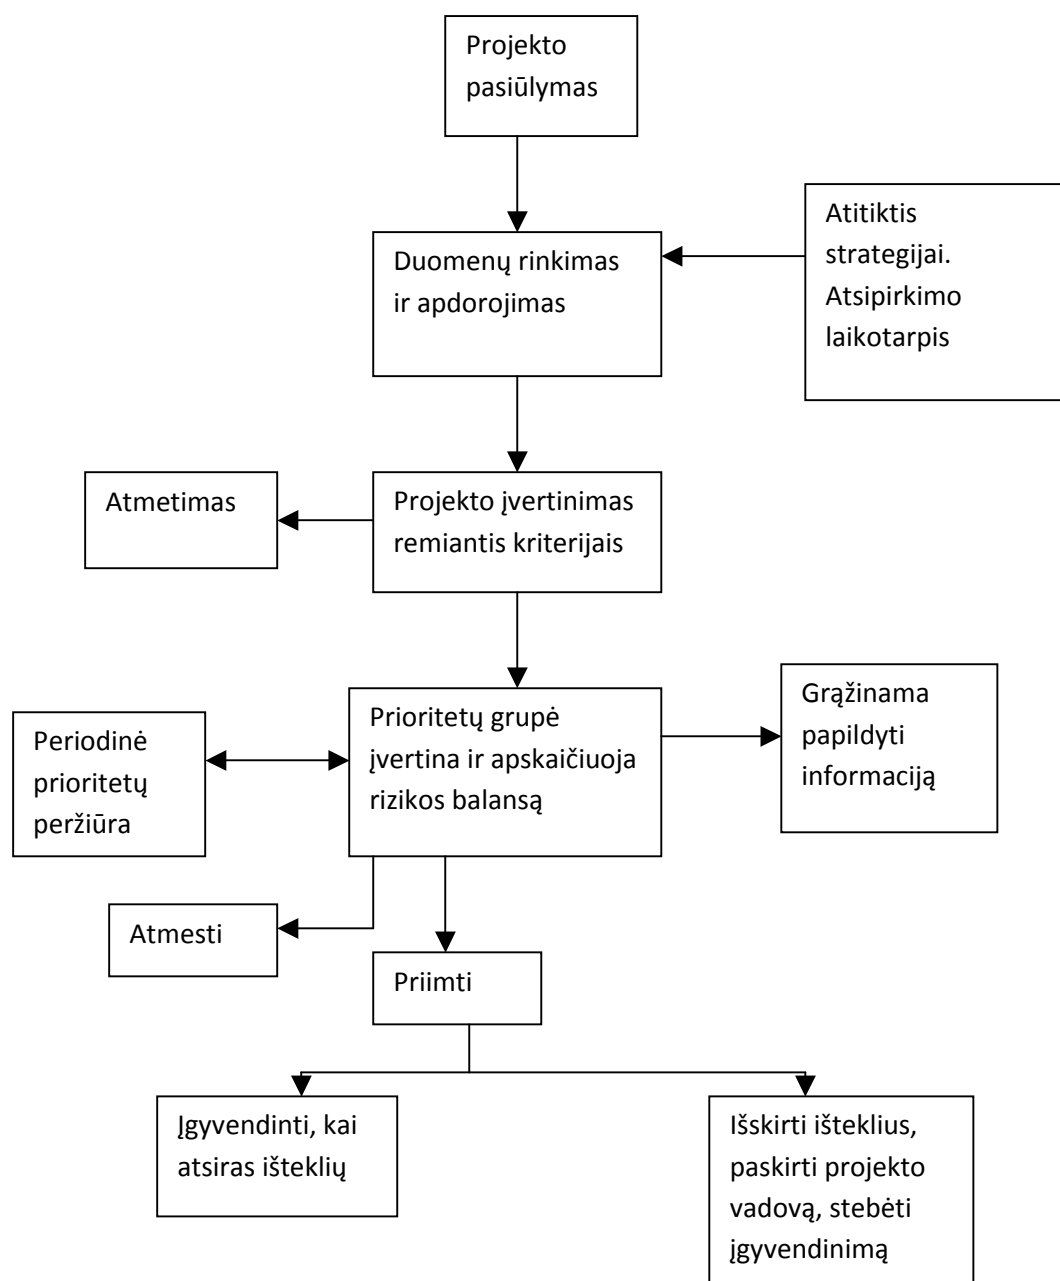 Projekto
pasiūlymas
Atitiktis
strategijai.
Atsipirkimo
laikotarpis
Duomenų rinkimas
ir apdorojimas
Atmetimas
Projekto įvertinimas
remiantis kriterijais
Grąžinama
papildyti
informaciją
Prioritetų grupė
įvertina ir apskaičiuoja
rizikos balansą
Periodinė
prioritetų
peržiūra
Atmesti
Priimti
Įgyvendinti, kai
atsiras išteklių
Išskirti išteklius,
paskirti projekto
vadovą, stebėti
įgyvendinimą